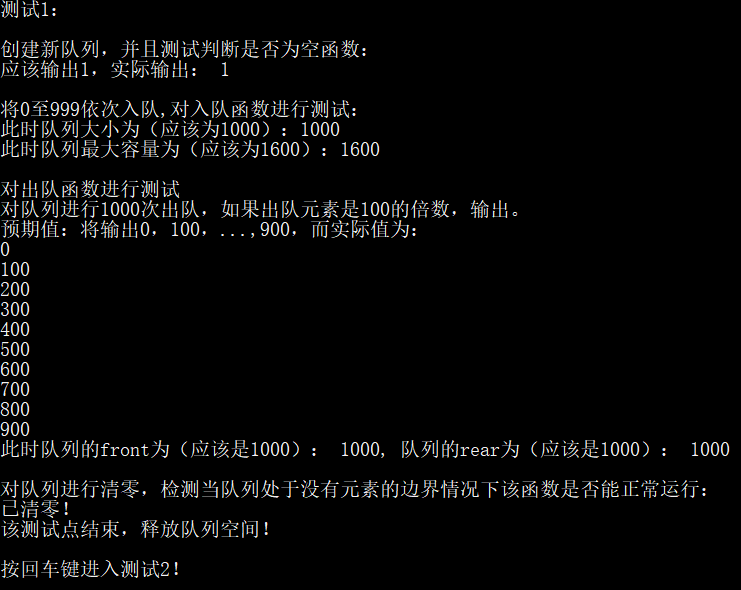 测试1：
创建新队列，并且测试判断是否为空函数：
应该输出1，实际输出： 1
将0至999依次入队,对入队函数进行测试：
此时队列大小为（应该为1000）：1000
此时队列最大容量为（应该为1600）：1600
对出队函数进行测试
对队列进行1000次出队，如果出队元素是100的倍数，输出。
预期值：将输出0，100，...,900，而实际值为：
0
100
200
300
400
500
600
700
800
900
此时队列的front为（应该是1000）： 1000, 队列的rear为（应该是1000）： 1000
对队列进行清零，检测当队列处于没有元素的边界情况下该函数是否能正常运行：
已清零！
该测试点结束，释放队列空间！
按回车键进入测试2！